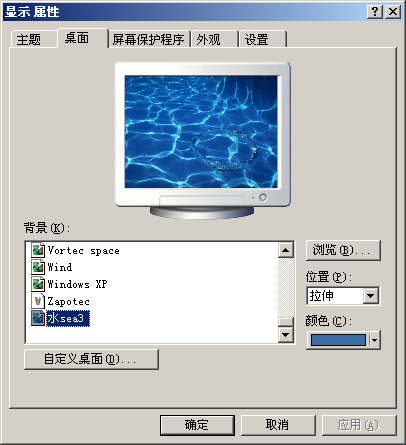 显示 属性
主题 桌面 屏幕保护程序 外观 设置
背景(K):
Vortec space
Wind
Windows XP
Zapotec
水sea3
浏览(B)...
位置(P):
拉伸
颜色(C):
自定义桌面(D)...
确定 取消 应用(A)